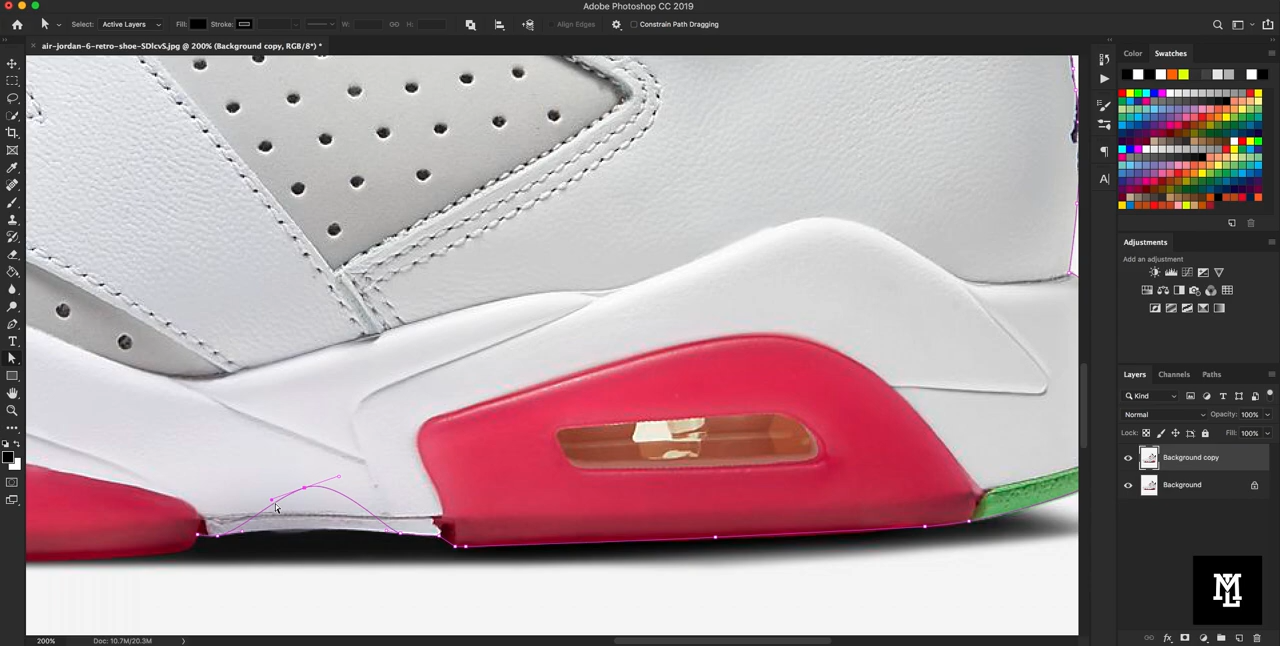 Adobe Photoshop CC 2019
Select: Active Layers Fill: Stroke: W: H: Align Edges Constrain Path Dragging
× air-jordan-6-retro-shoe-SDlcvS.jpg @ 200% (Background copy, RGB/8*) *
Color Swatches
Adjustments
Add an adjustment
Layers Channels Paths
Kind
Normal Opacity: 100%
Lock: Fill: 100%
Background copy
Background
200% Doc: 10.7M/20.3M